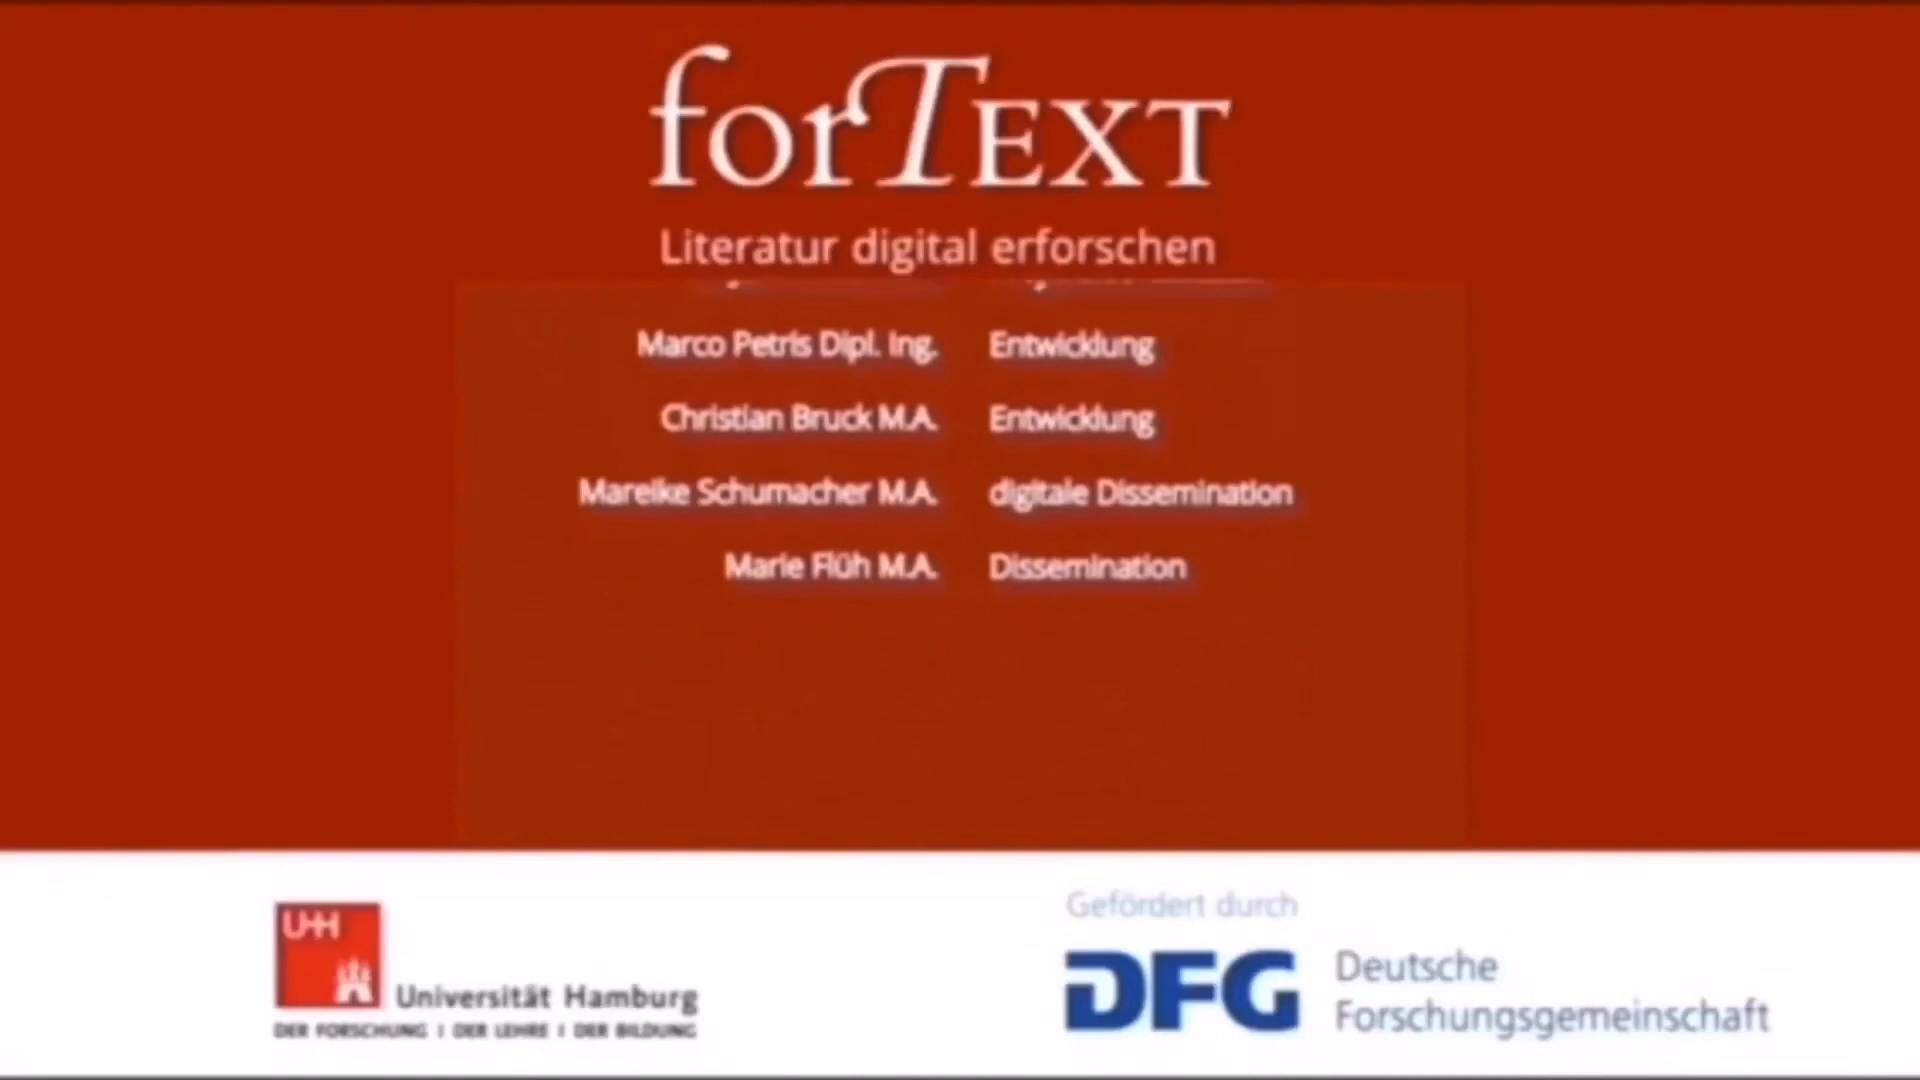 forTEXT
Literatur digital erforschen
Marco Petris Dipl. Ing. Entwicklung
Christian Bruck M.A. Entwicklung
Mareike Schumacher M.A. digitale Dissemination
Marie Flüh M.A. Dissemination
UHH
Universität Hamburg
DER FORSCHUNG | DER LEHRE | DER BILDUNG
Gefördert durch
DFG
Deutsche
Forschungsgemeinschaft